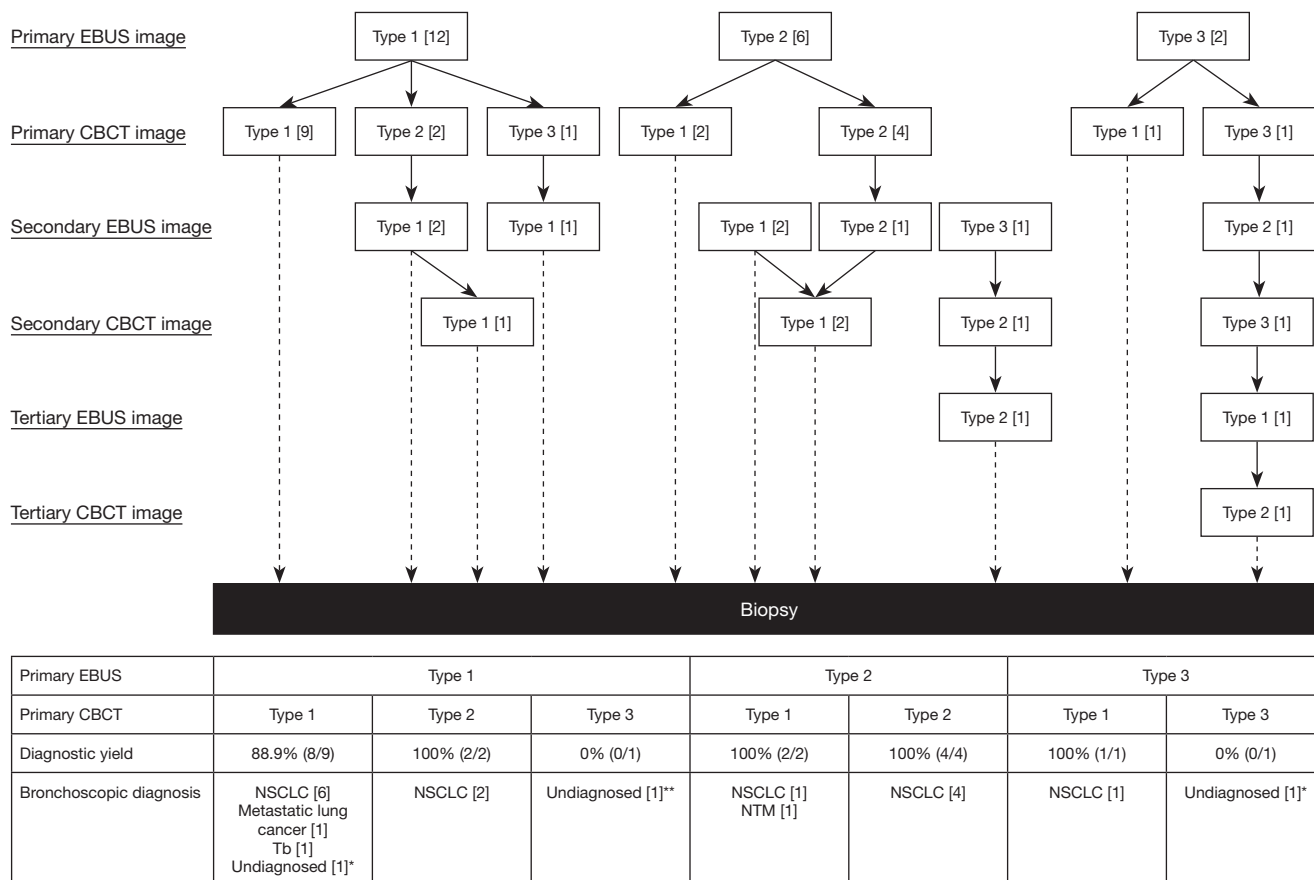 Primary EBUS image
Type 1 [12]
Type 2 [6]
Type 3 [2]
Primary CBCT image
Type 1 [9]
Type 2 [2]
Type 3 [1]
Type 1 [2]
Type 2 [4]
Type 1 [1]
Type 3 [1]
Secondary EBUS image
Type 1 [2]
Type 1 [1]
Type 1 [2]
Type 2 [1]
Type 3 [1]
Type 2 [1]
Secondary CBCT image
Type 1 [1]
Type 1 [2]
Type 2 [1]
Type 3 [1]
Tertiary EBUS image
Type 2 [1]
Type 1 [1]
Tertiary CBCT image
Type 2 [1]
Biopsy
Primary EBUS
Type 1
Type 2
Type 3
Primary CBCT
Type 1
Type 2
Type 3
Type 1
Type 2
Type 1
Type 3
Diagnostic yield
88.9% (8/9)
100% (2/2)
0% (0/1)
100% (2/2)
100% (4/4)
100% (1/1)
0% (0/1)
Bronchoscopic diagnosis
NSCLC [6]
Metastatic lung
cancer [1]
Tb [1]
Undiagnosed [1]*
NSCLC [2]
Undiagnosed [1]**
NSCLC [1]
NTM [1]
NSCLC [4]
NSCLC [1]
Undiagnosed [1]*